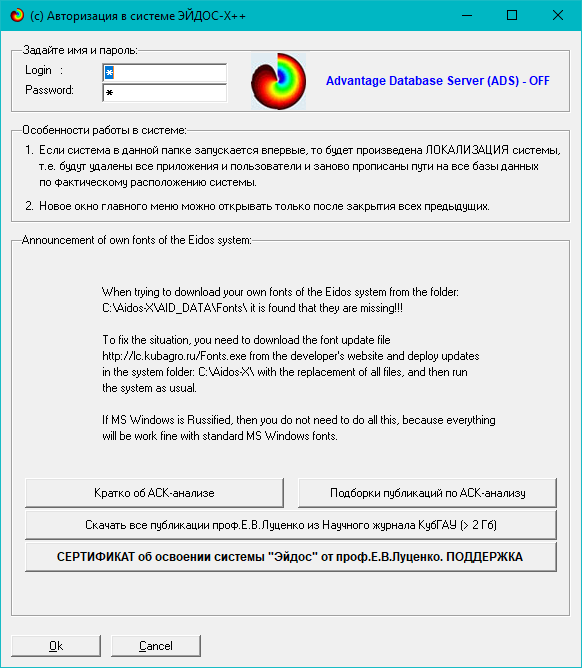 (c) Авторизация в системе ЭЙДОС-X++
Задайте имя и пароль:
Login :
*
Password:
*
Advantage Database Server (ADS) - OFF
Особенности работы в системе:
1. Если система в данной папке запускается впервые, то будет произведена ЛОКАЛИЗАЦИЯ системы,
т.е. будут удалены все приложения и пользователи и заново прописаны пути на все базы данных
по фактическому расположению системы.
2. Новое окно главного меню можно открывать только после закрытия всех предыдущих.
Announcement of own fonts of the Eidos system:
When trying to download your own fonts of the Eidos system from the folder:
C:\Aidos-X\AID_DATA\Fonts\ it is found that they are missing!!!
To fix the situation, you need to download the font update file
http://lc.kubagro.ru/Fonts.exe from the developer's website and deploy updates
in the system folder: C:\Aidos-X\ with the replacement of all files, and then run
the system as usual.
If MS Windows is Russified, then you do not need to do all this, because everything
will be work fine with standard MS Windows fonts.
Кратко об АСК-анализе
Подборки публикаций по АСК-анализу
Скачать все публикации проф.Е.В.Луценко из Научного журнала КубГАУ (> 2 Гб)
СЕРТИФИКАТ об освоении системы "Эйдос" от проф.Е.В.Луценко. ПОДДЕРЖКА
Ok
Cancel